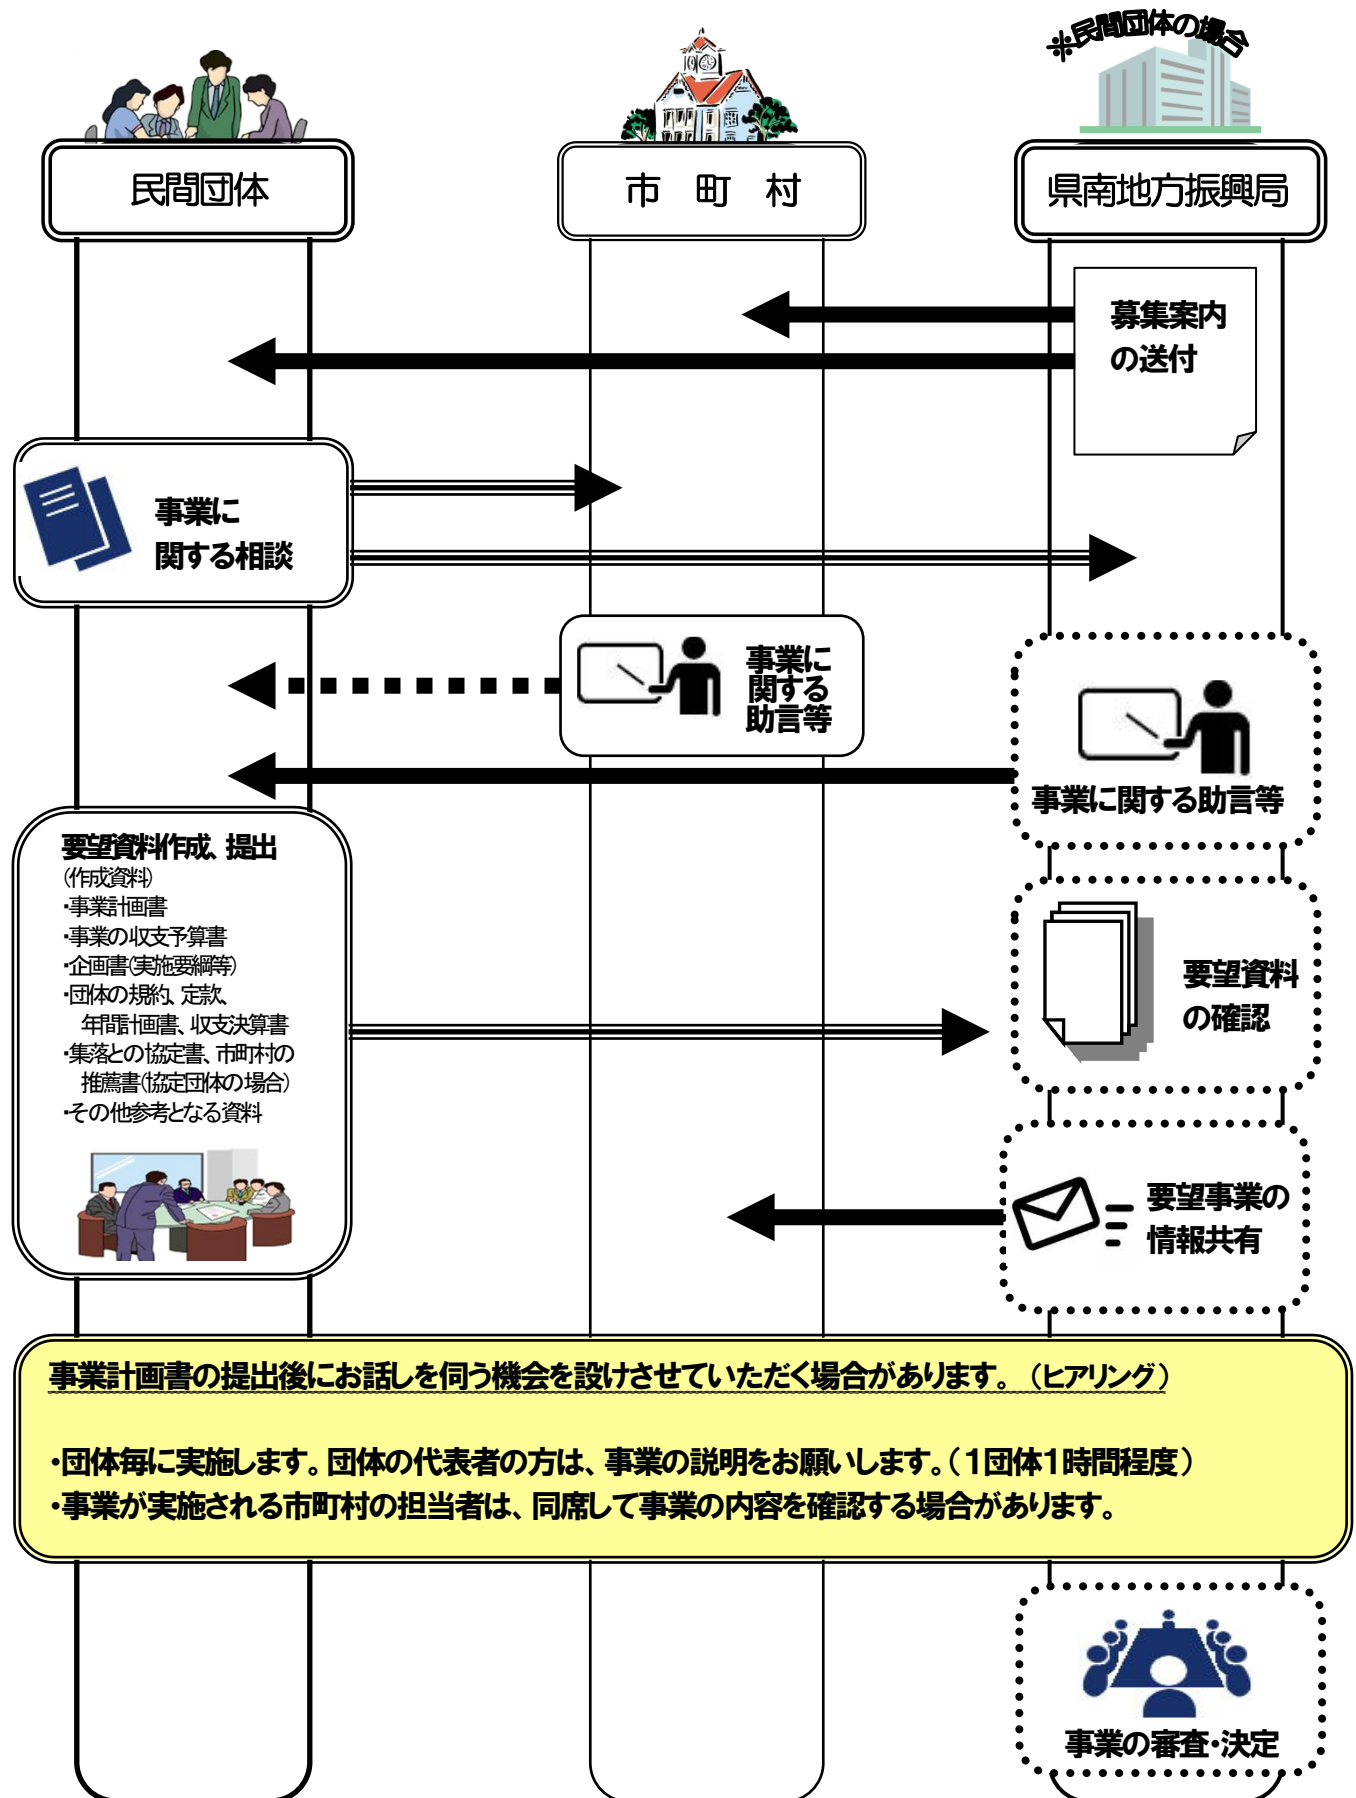 ※民間団体の場合
民間団体
市 町 村
県南地方振興局
募集案内
の送付
事業に
関する相談
事業に
関する
助言等
事業に関する助言等
要望資料作成、提出
(作成資料)
・事業計画書
・事業の収支予算書
・企画書(実施要綱等)
・団体の規約、定款、
年間計画書、収支決算書
・集落との協定書、市町村の
推薦書(協定団体の場合)
・その他参考となる資料
要望資料
の確認
要望事業の
情報共有
事業計画書の提出後にお話しを伺う機会を設けさせていただく場合があります。（ヒアリング）
・団体毎に実施します。団体の代表者の方は、事業の説明をお願いします。（１団体１時間程度）
・事業が実施される市町村の担当者は、同席して事業の内容を確認する場合があります。
事業の審査・決定